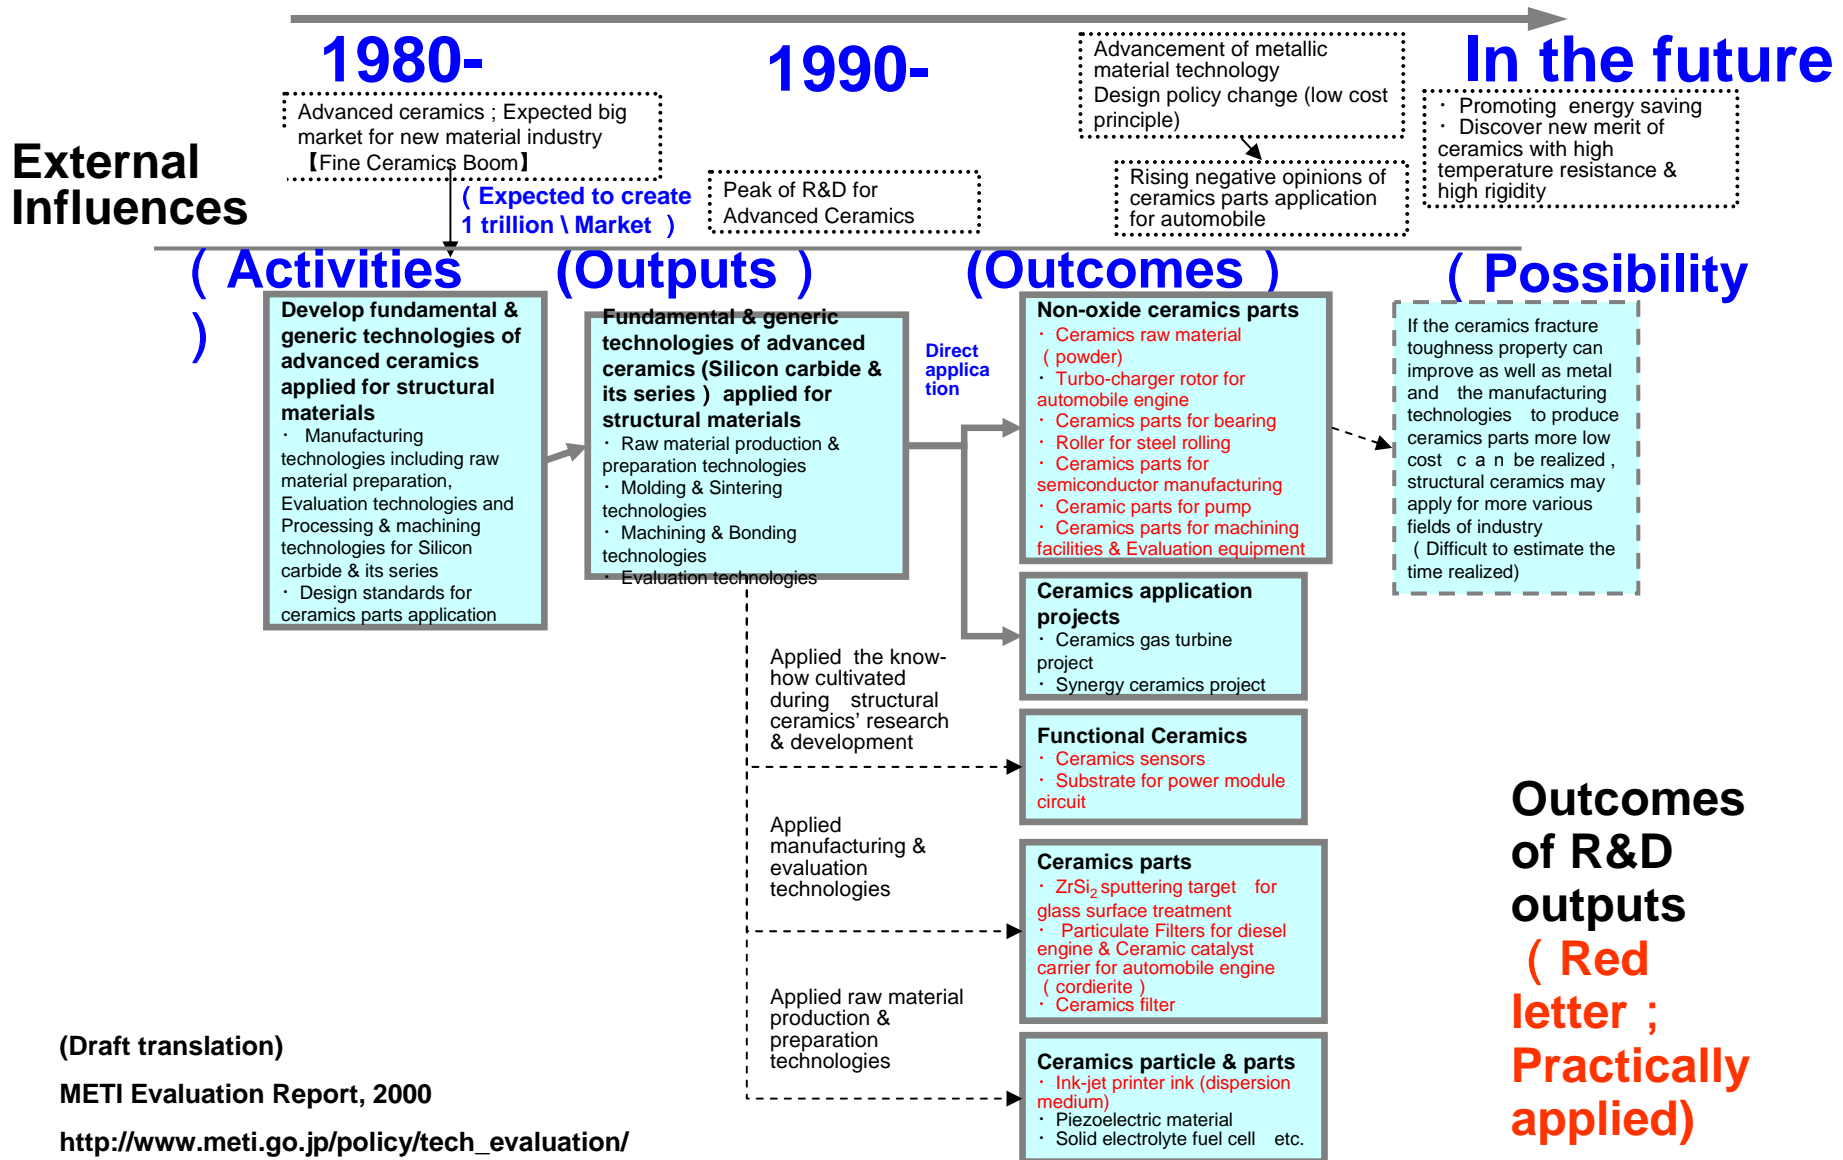 1980-
1990-
In the future
External
Influences
Advanced ceramics ; Expected big
market for new material industry
【Fine Ceramics Boom】
( Expected to create
1 trillion \ Market )
Peak of R&D for
Advanced Ceramics
Advancement of metallic
material technology
Design policy change (low cost
principle)
Rising negative opinions of
ceramics parts application
for automobile
・ Promoting energy saving
・ Discover new merit of
ceramics with high
temperature resistance &
high rigidity
( Activities
)
(Outputs )
(Outcomes )
( Possibility
Develop fundamental &
generic technologies of
advanced ceramics
applied for structural
materials
・ Manufacturing
technologies including raw
material preparation,
Evaluation technologies and
Processing & machining
technologies for Silicon
carbide & its series
・ Design standards for
ceramics parts application
Fundamental & generic
technologies of advanced
ceramics (Silicon carbide &
its series ) applied for
structural materials
・ Raw material production &
preparation technologies
・ Molding & Sintering
technologies
・ Machining & Bonding
technologies
・ Evaluation technologies
Direct
applica
tion
Non-oxide ceramics parts
・ Ceramics raw material
( powder)
・ Turbo-charger rotor for
automobile engine
・ Ceramics parts for bearing
・ Roller for steel rolling
・ Ceramics parts for
semiconductor manufacturing
・ Ceramic parts for pump
・ Ceramics parts for machining
facilities & Evaluation equipment
If the ceramics fracture
toughness property can
improve as well as metal
and the manufacturing
technologies to produce
ceramics parts more low
cost c a n be realized ,
structural ceramics may
apply for more various
fields of industry
( Difficult to estimate the
time realized)
Ceramics application
projects
・ Ceramics gas turbine
project
・ Synergy ceramics project
Applied the know-
how cultivated
during structural
ceramics' research
& development
Functional Ceramics
・ Ceramics sensors
・ Substrate for power module
circuit
Applied
manufacturing &
evaluation
technologies
Ceramics parts
・ ZrSi2 sputtering target for
glass surface treatment
・ Particulate Filters for diesel
engine & Ceramic catalyst
carrier for automobile engine
( cordierite )
・ Ceramics filter
Applied raw material
production &
preparation
technologies
Ceramics particle & parts
・ Ink-jet printer ink (dispersion
medium)
・ Piezoelectric material
・ Solid electrolyte fuel cell etc.
Outcomes
of R&D
outputs
( Red
letter ;
Practically
applied)
(Draft translation)
METI Evaluation Report, 2000
http://www.meti.go.jp/policy/tech_evaluation/